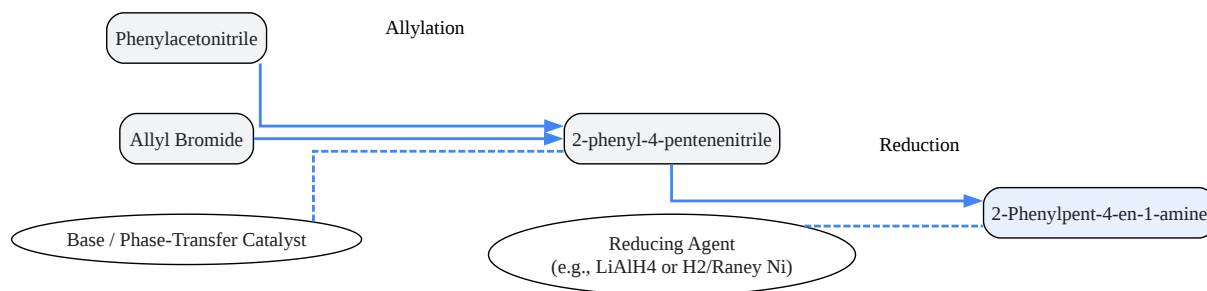 Allylation
Phenylacetonitrile
Allyl Bromide
2-phenyl-4-pentenenitrile
Reduction
2-Phenylpent-4-en-1-amine
Base / Phase-Transfer Catalyst
Reducing Agent
(e.g., LiAlH4 or H2/Raney Ni)